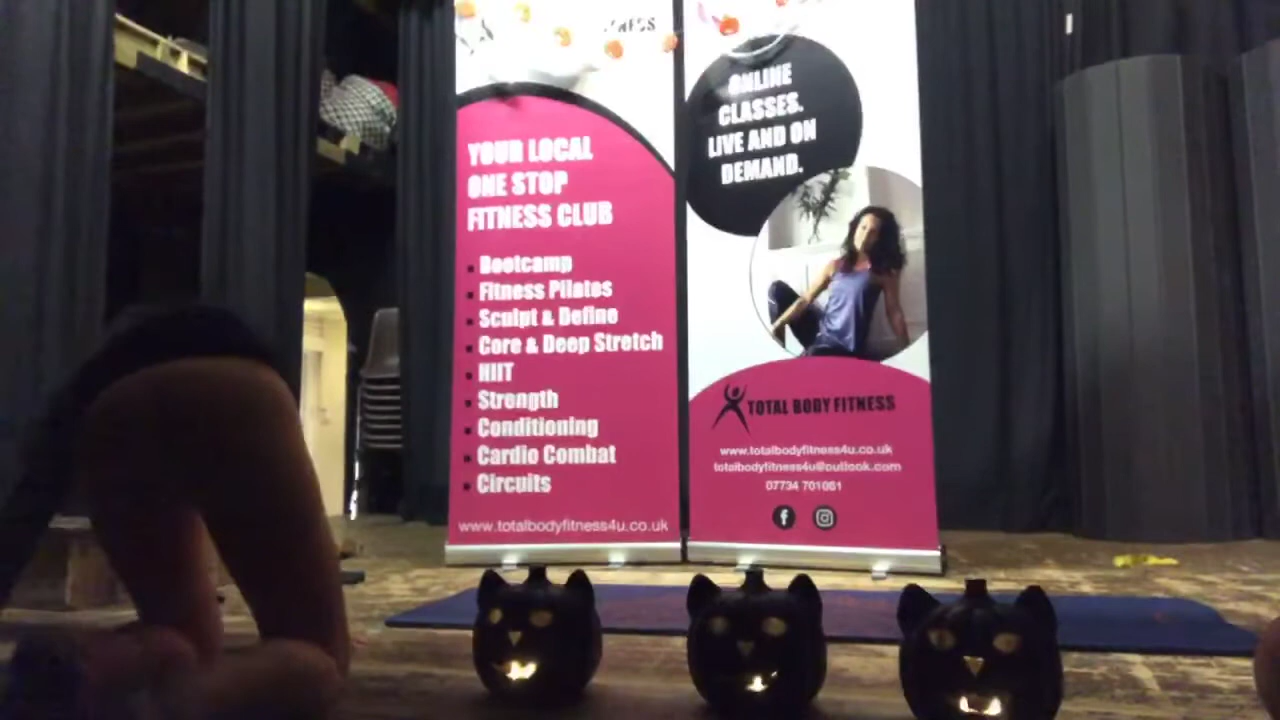 YOUR LOCAL
ONE STOP
FITNESS CLUB
Bootcamp
Fitness Pilates
Sculpt & Define
Core & Deep Stretch
HIIT
Strength
Conditioning
Cardio Combat
Circuits
www.totalbodyfitness4u.co.uk
ONLINE
CLASSES.
LIVE AND ON
DEMAND.
TOTAL BODY FITNESS
www.totalbodyfitness4u.co.uk
totalbodyfitness4u@outlook.com
07734 701081